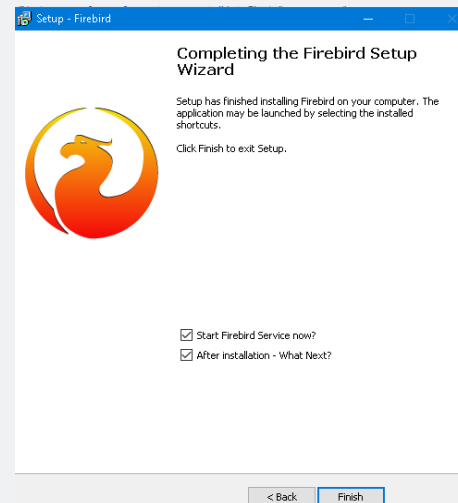 Setup - Firebird
Completing the Firebird Setup
Wizard
Setup has finished installing Firebird on your computer. The
application may be launched by selecting the installed
shortcuts.
Click Finish to exit Setup.
Start Firebird Service now?
After installation - What Next?
< Back
Finish